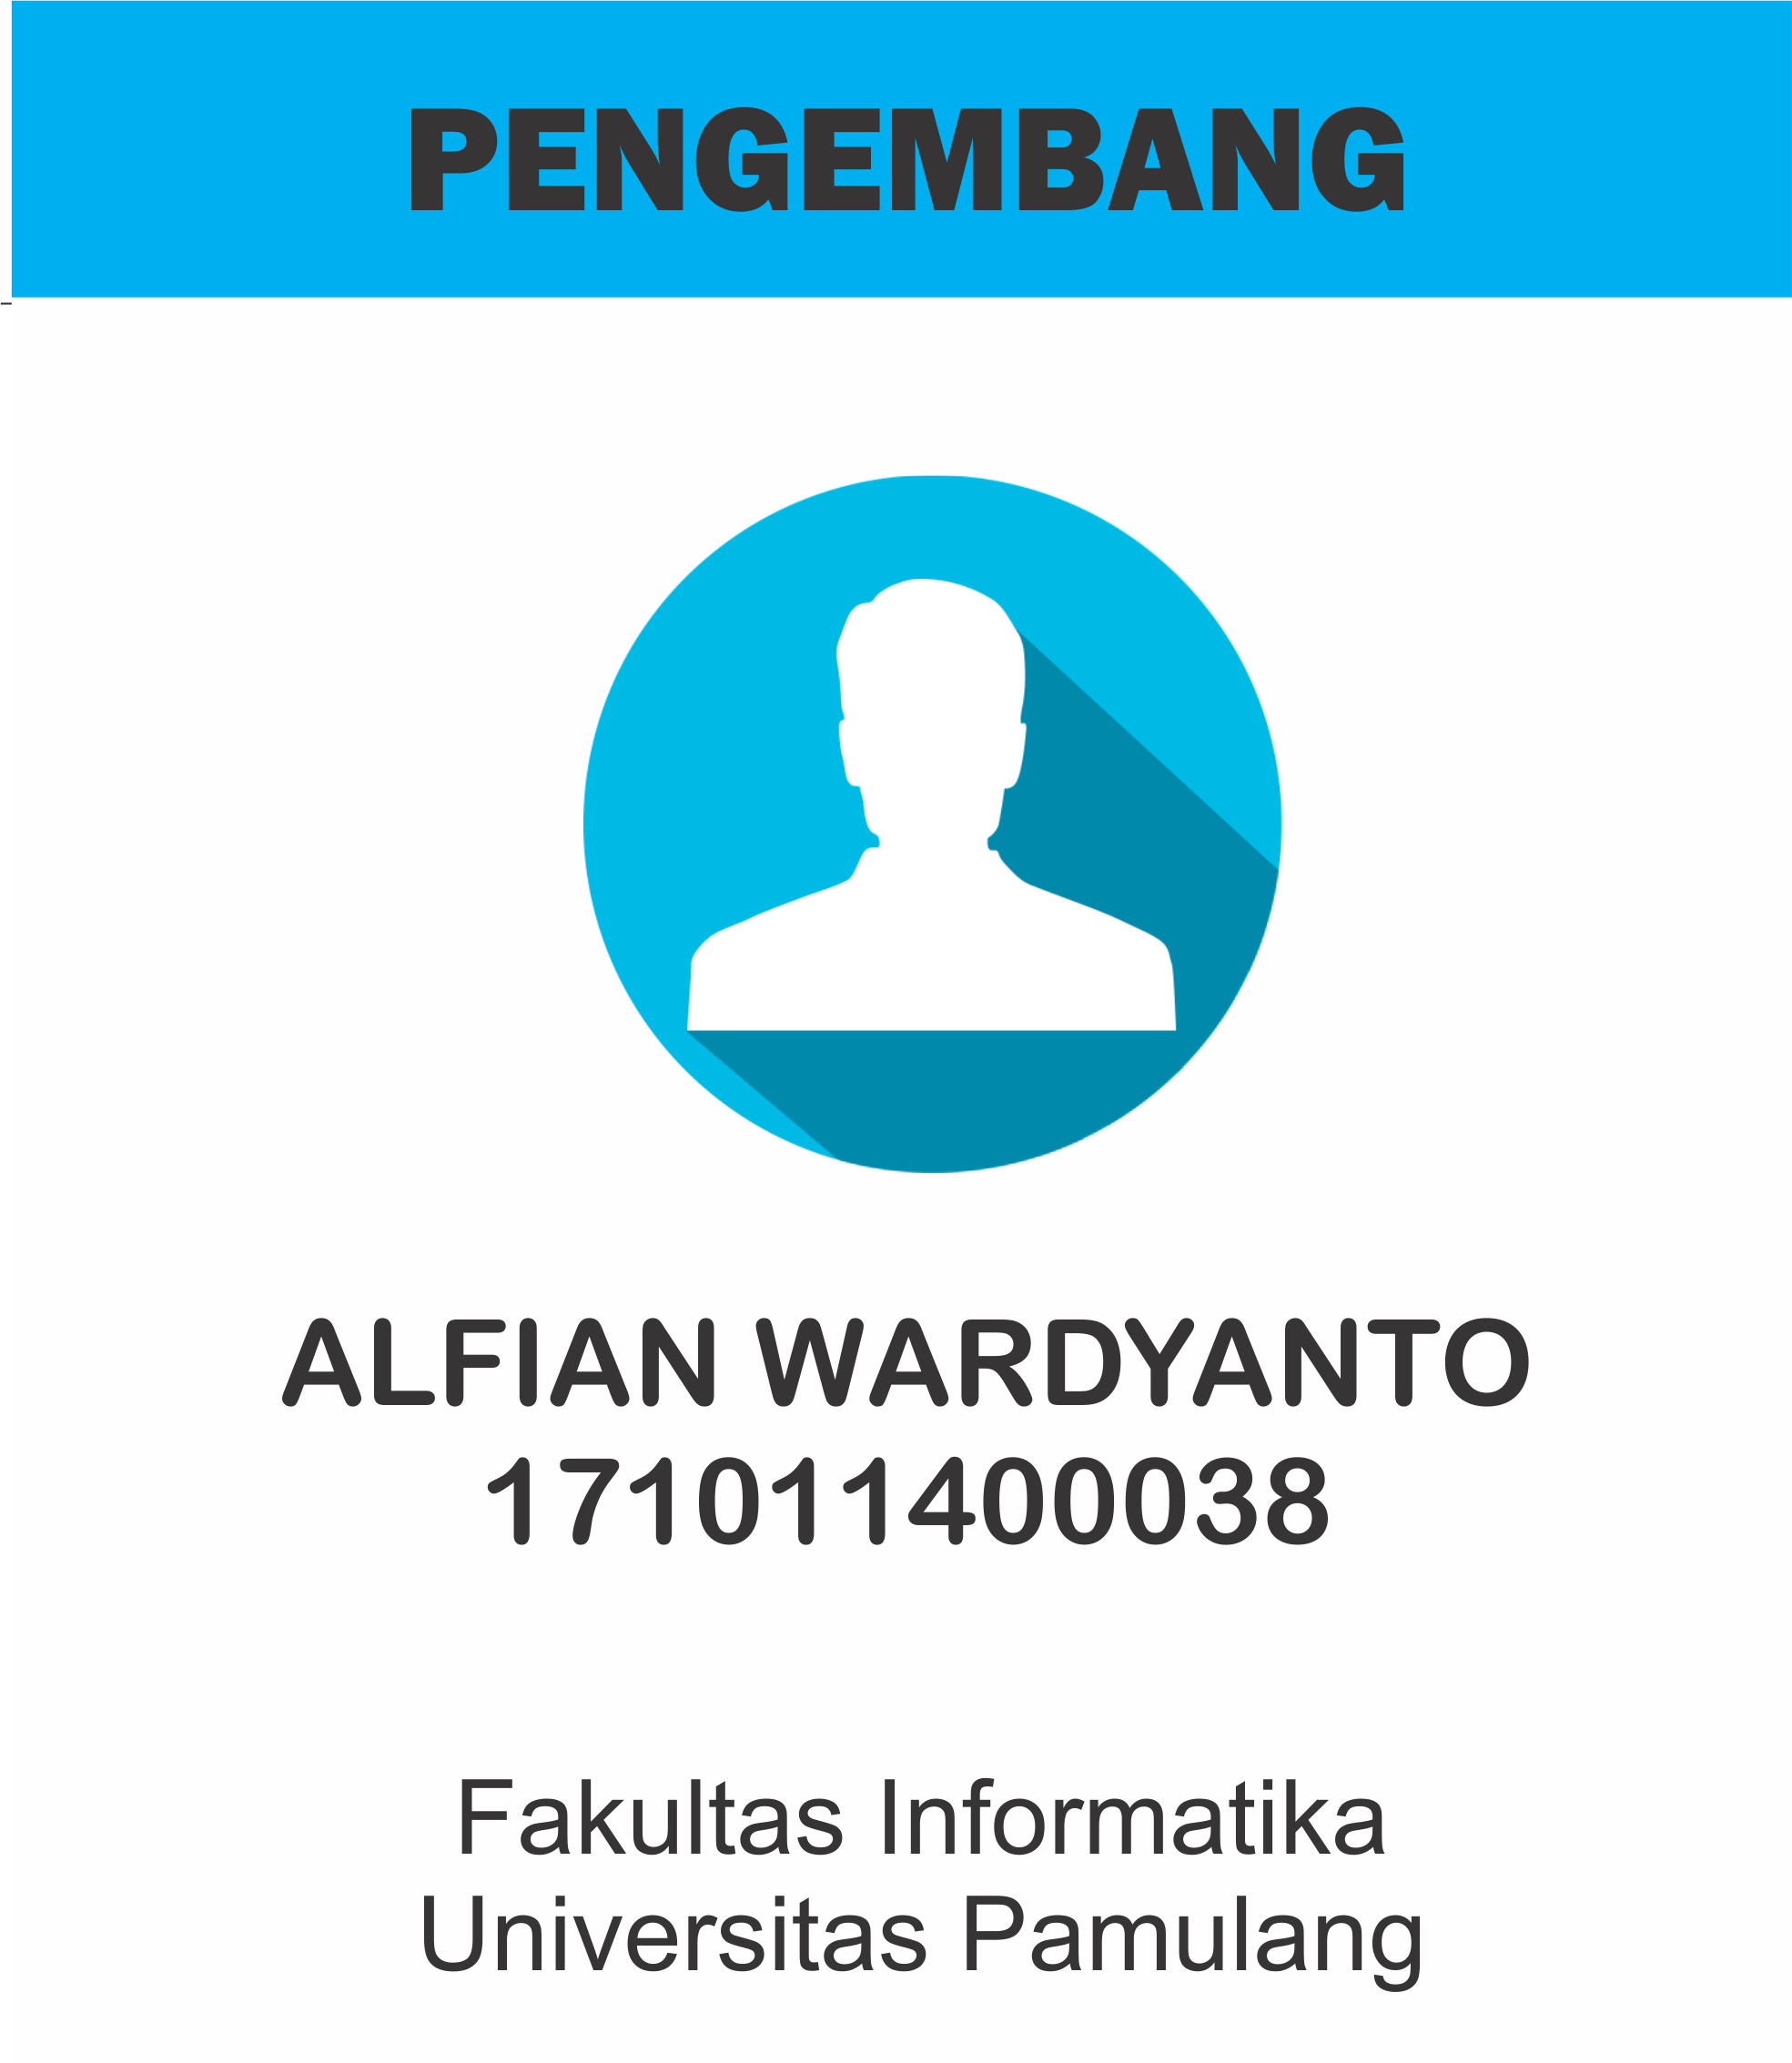 PENGEMBANG
ALFIAN WARDYANTO
171011400038
Fakultas Informatika
Universitas Pamulang